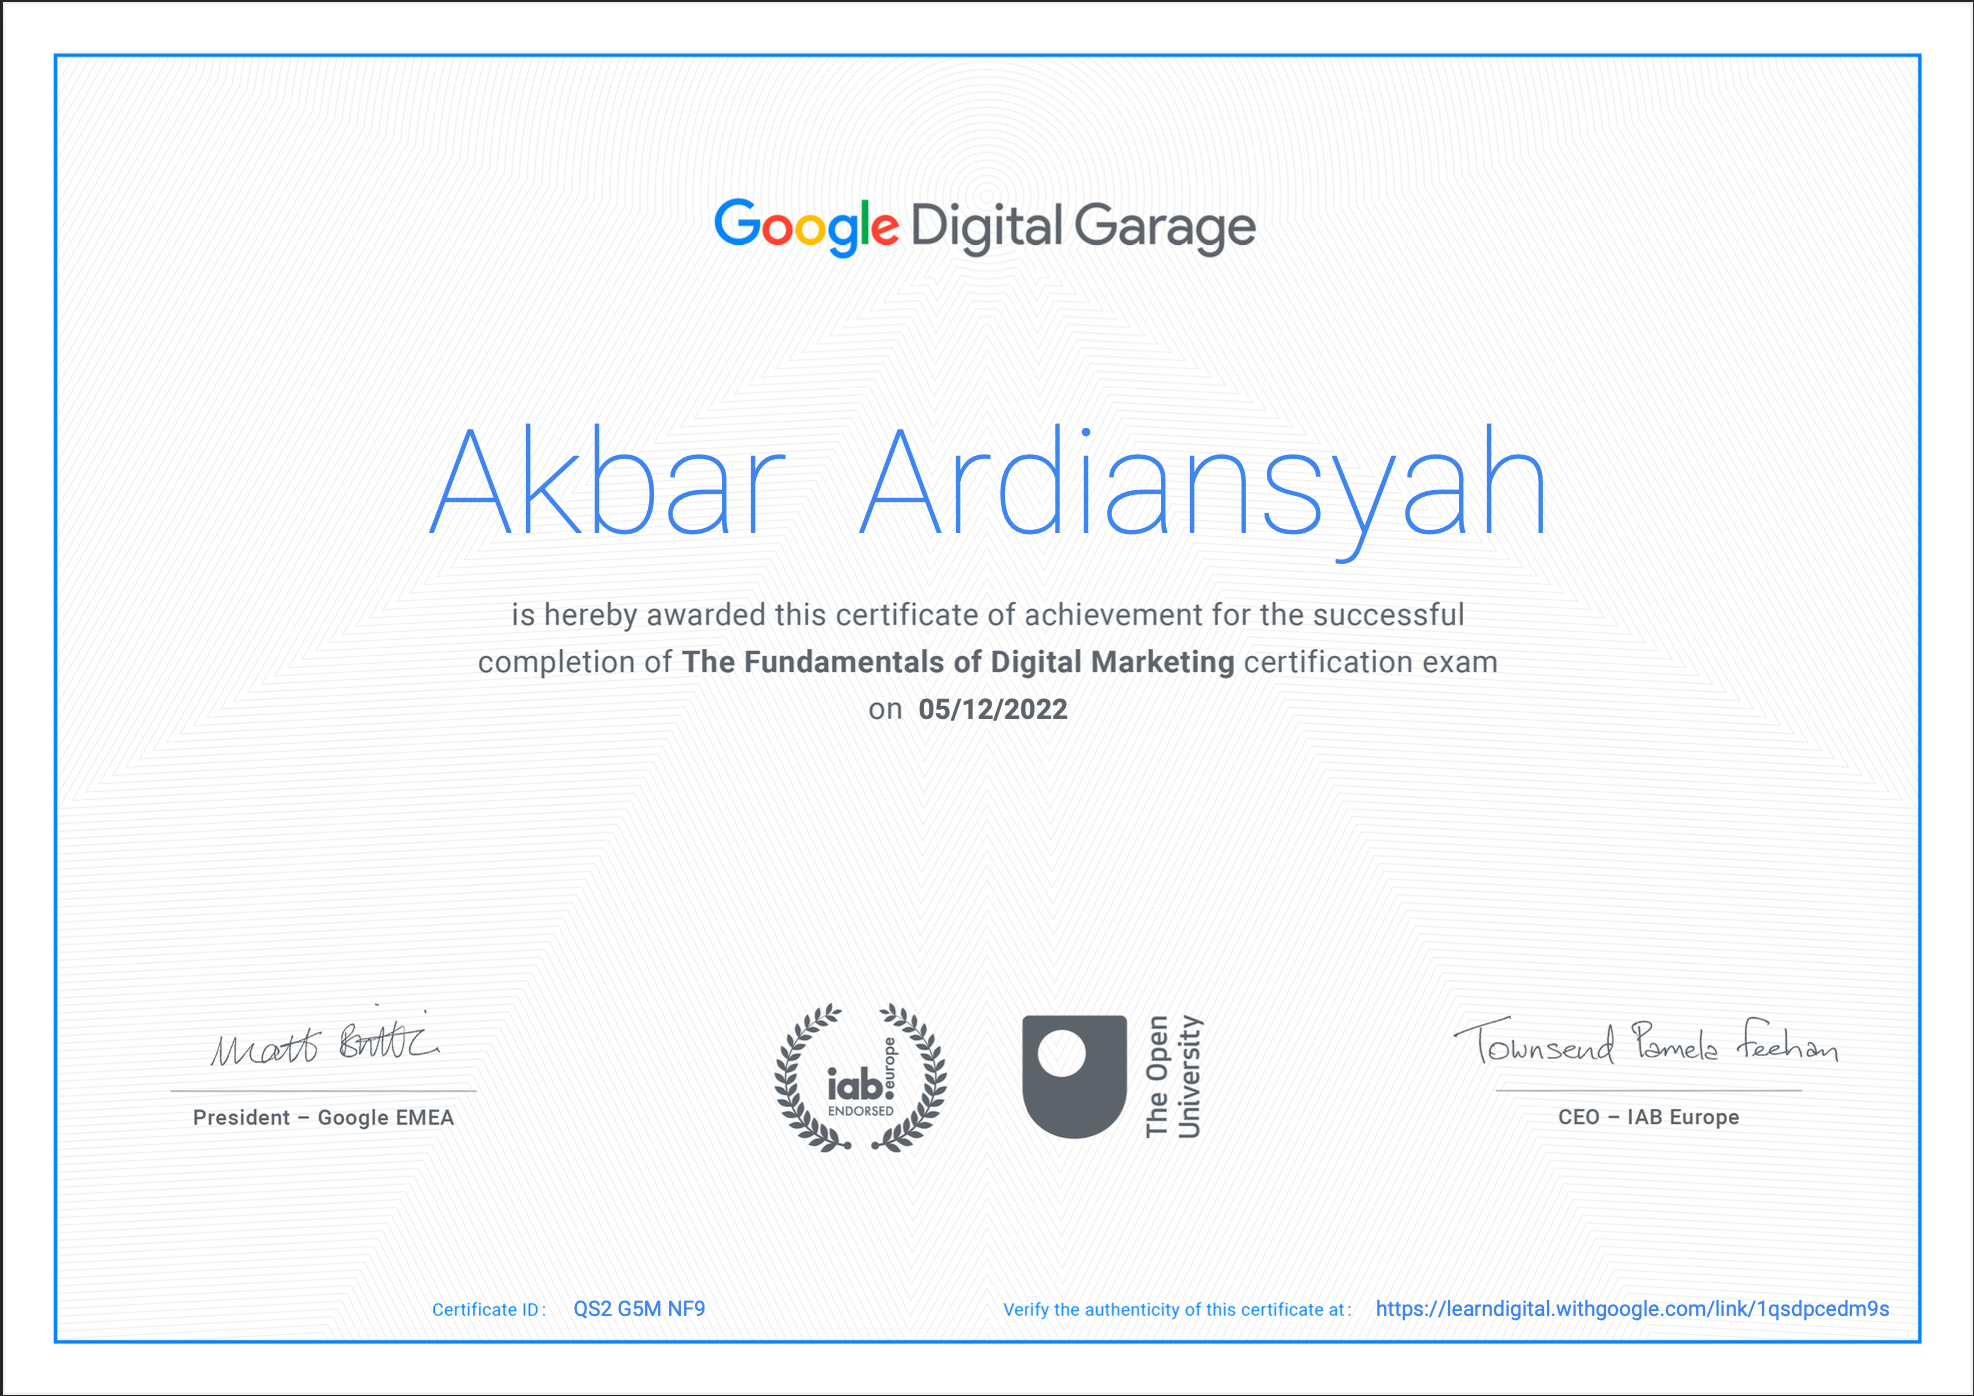 Google Digital Garage
Akbar Ardiansyah
is hereby awarded this certificate of achievement for the successful
completion of The Fundamentals of Digital Marketing certification exam
on 05/12/2022
Matt Brittin
President – Google EMEA
iab europe
ENDORSED
The Open
University
Townsend Pamela Feehan
CEO – IAB Europe
Certificate ID: QS2 G5M NF9
Verify the authenticity of this certificate at: https://learndigital.withgoogle.com/link/1qsdpcedm9s